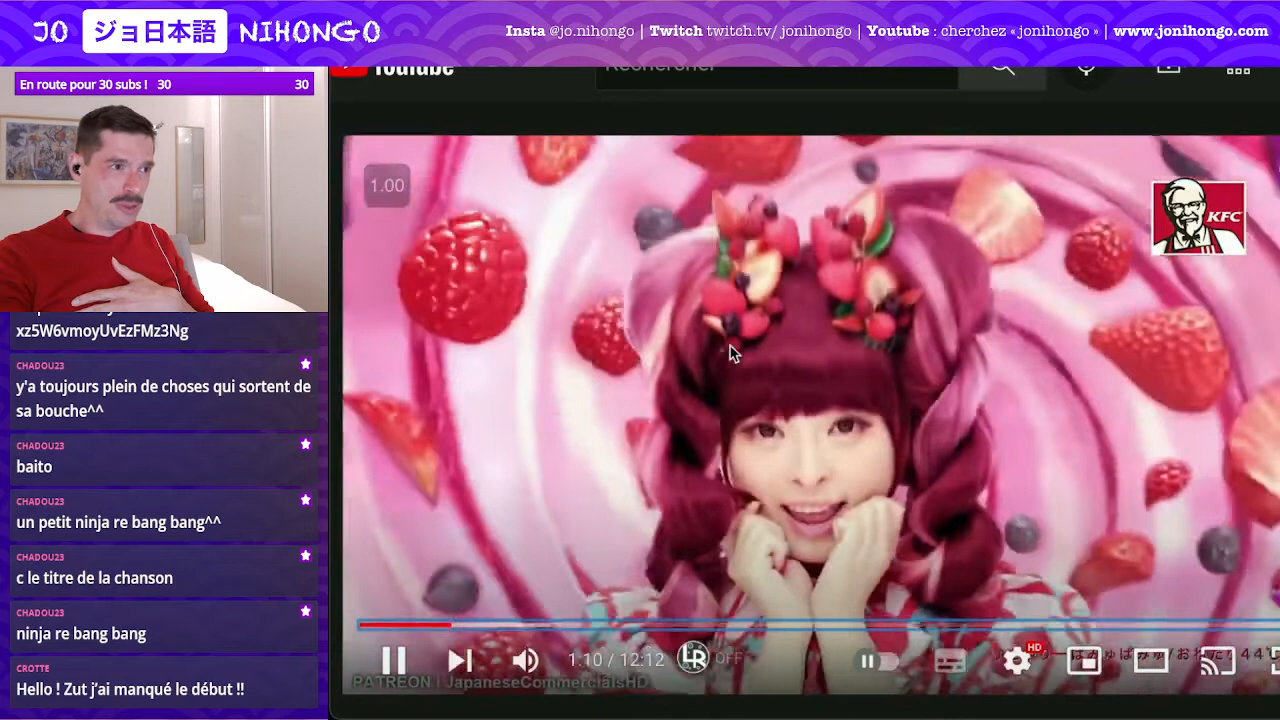 JO ジョ日本語 NIHONGO
Insta @jo.nihongo | Twitch twitch.tv/ jonihongo | Youtube : cherchez « jonihongo » | www.jonihongo.com
En route pour 30 subs ! 30 30
YouTube
Rechercher
1.00
KFC
xz5W6vmoyUvEzFMz3Ng
CHADOU23
y'a toujours plein de choses qui sortent de
sa bouche^^
CHADOU23
baito
CHADOU23
un petit ninja re bang bang^^
CHADOU23
c le titre de la chanson
CHADOU23
ninja re bang bang
CROTTE
Hello ! Zut j'ai manqué le début !!
1:10 / 12:12 LR OFF
HD
PATREON | JapaneseCommercialsHD